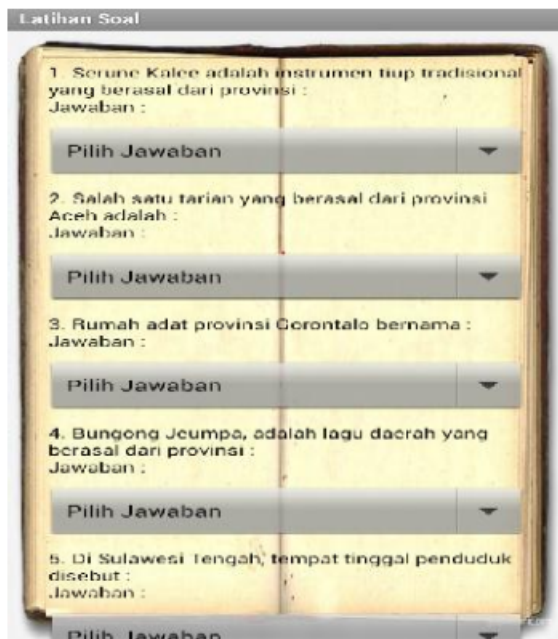 Latihan Soal
1. Serune Kalee adalah instrumen tiup tradisional
yang berasal dari provinsi :
Jawaban :
Pilih Jawaban
2. Salah satu tarian yang berasal dari provinsi
Aceh adalah :
Jawaban :
Pilih Jawaban
3. Rumah adat provinsi Gorontalo bernama :
Jawaban :
Pilih Jawaban
4. Bungong Jeumpa, adalah lagu daerah yang
berasal dari provinsi :
Jawaban :
Pilih Jawaban
5. Di Sulawesi Tengah, tempat tinggal penduduk
disebut :
Jawaban :
Pilih Jawaban